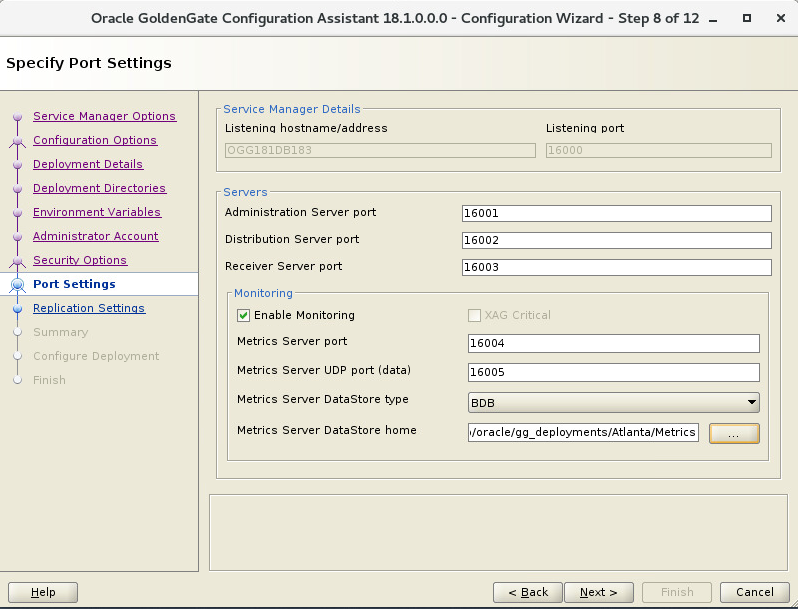 Oracle GoldenGate Configuration Assistant 18.1.0.0.0 - Configuration Wizard - Step 8 of 12
Specify Port Settings
Service Manager Options
Configuration Options
Deployment Details
Deployment Directories
Environment Variables
Administrator Account
Security Options
Port Settings
Replication Settings
Summary
Configure Deployment
Finish
Service Manager Details
Listening hostname/address Listening port
OGG181DB183 16000
Servers
Administration Server port 16001
Distribution Server port 16002
Receiver Server port 16003
Monitoring
Enable Monitoring XAG Critical
Metrics Server port 16004
Metrics Server UDP port (data) 16005
Metrics Server DataStore type BDB
Metrics Server DataStore home /oracle/gg_deployments/Atlanta/Metrics ...
Help < Back Next > Finish Cancel